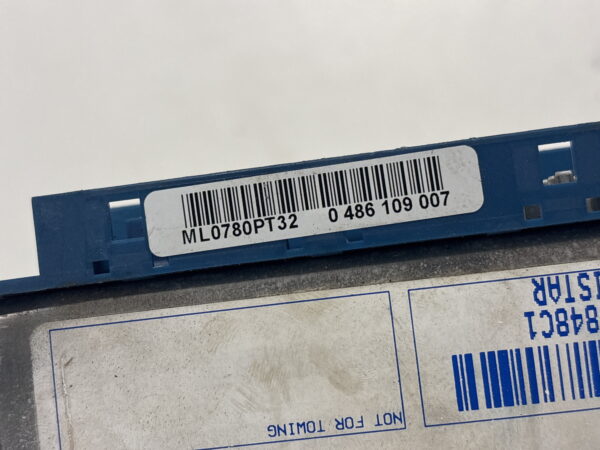 ML0780PT32 0 486 109 007
NOT FOR TOWING
848C1
ISTAR